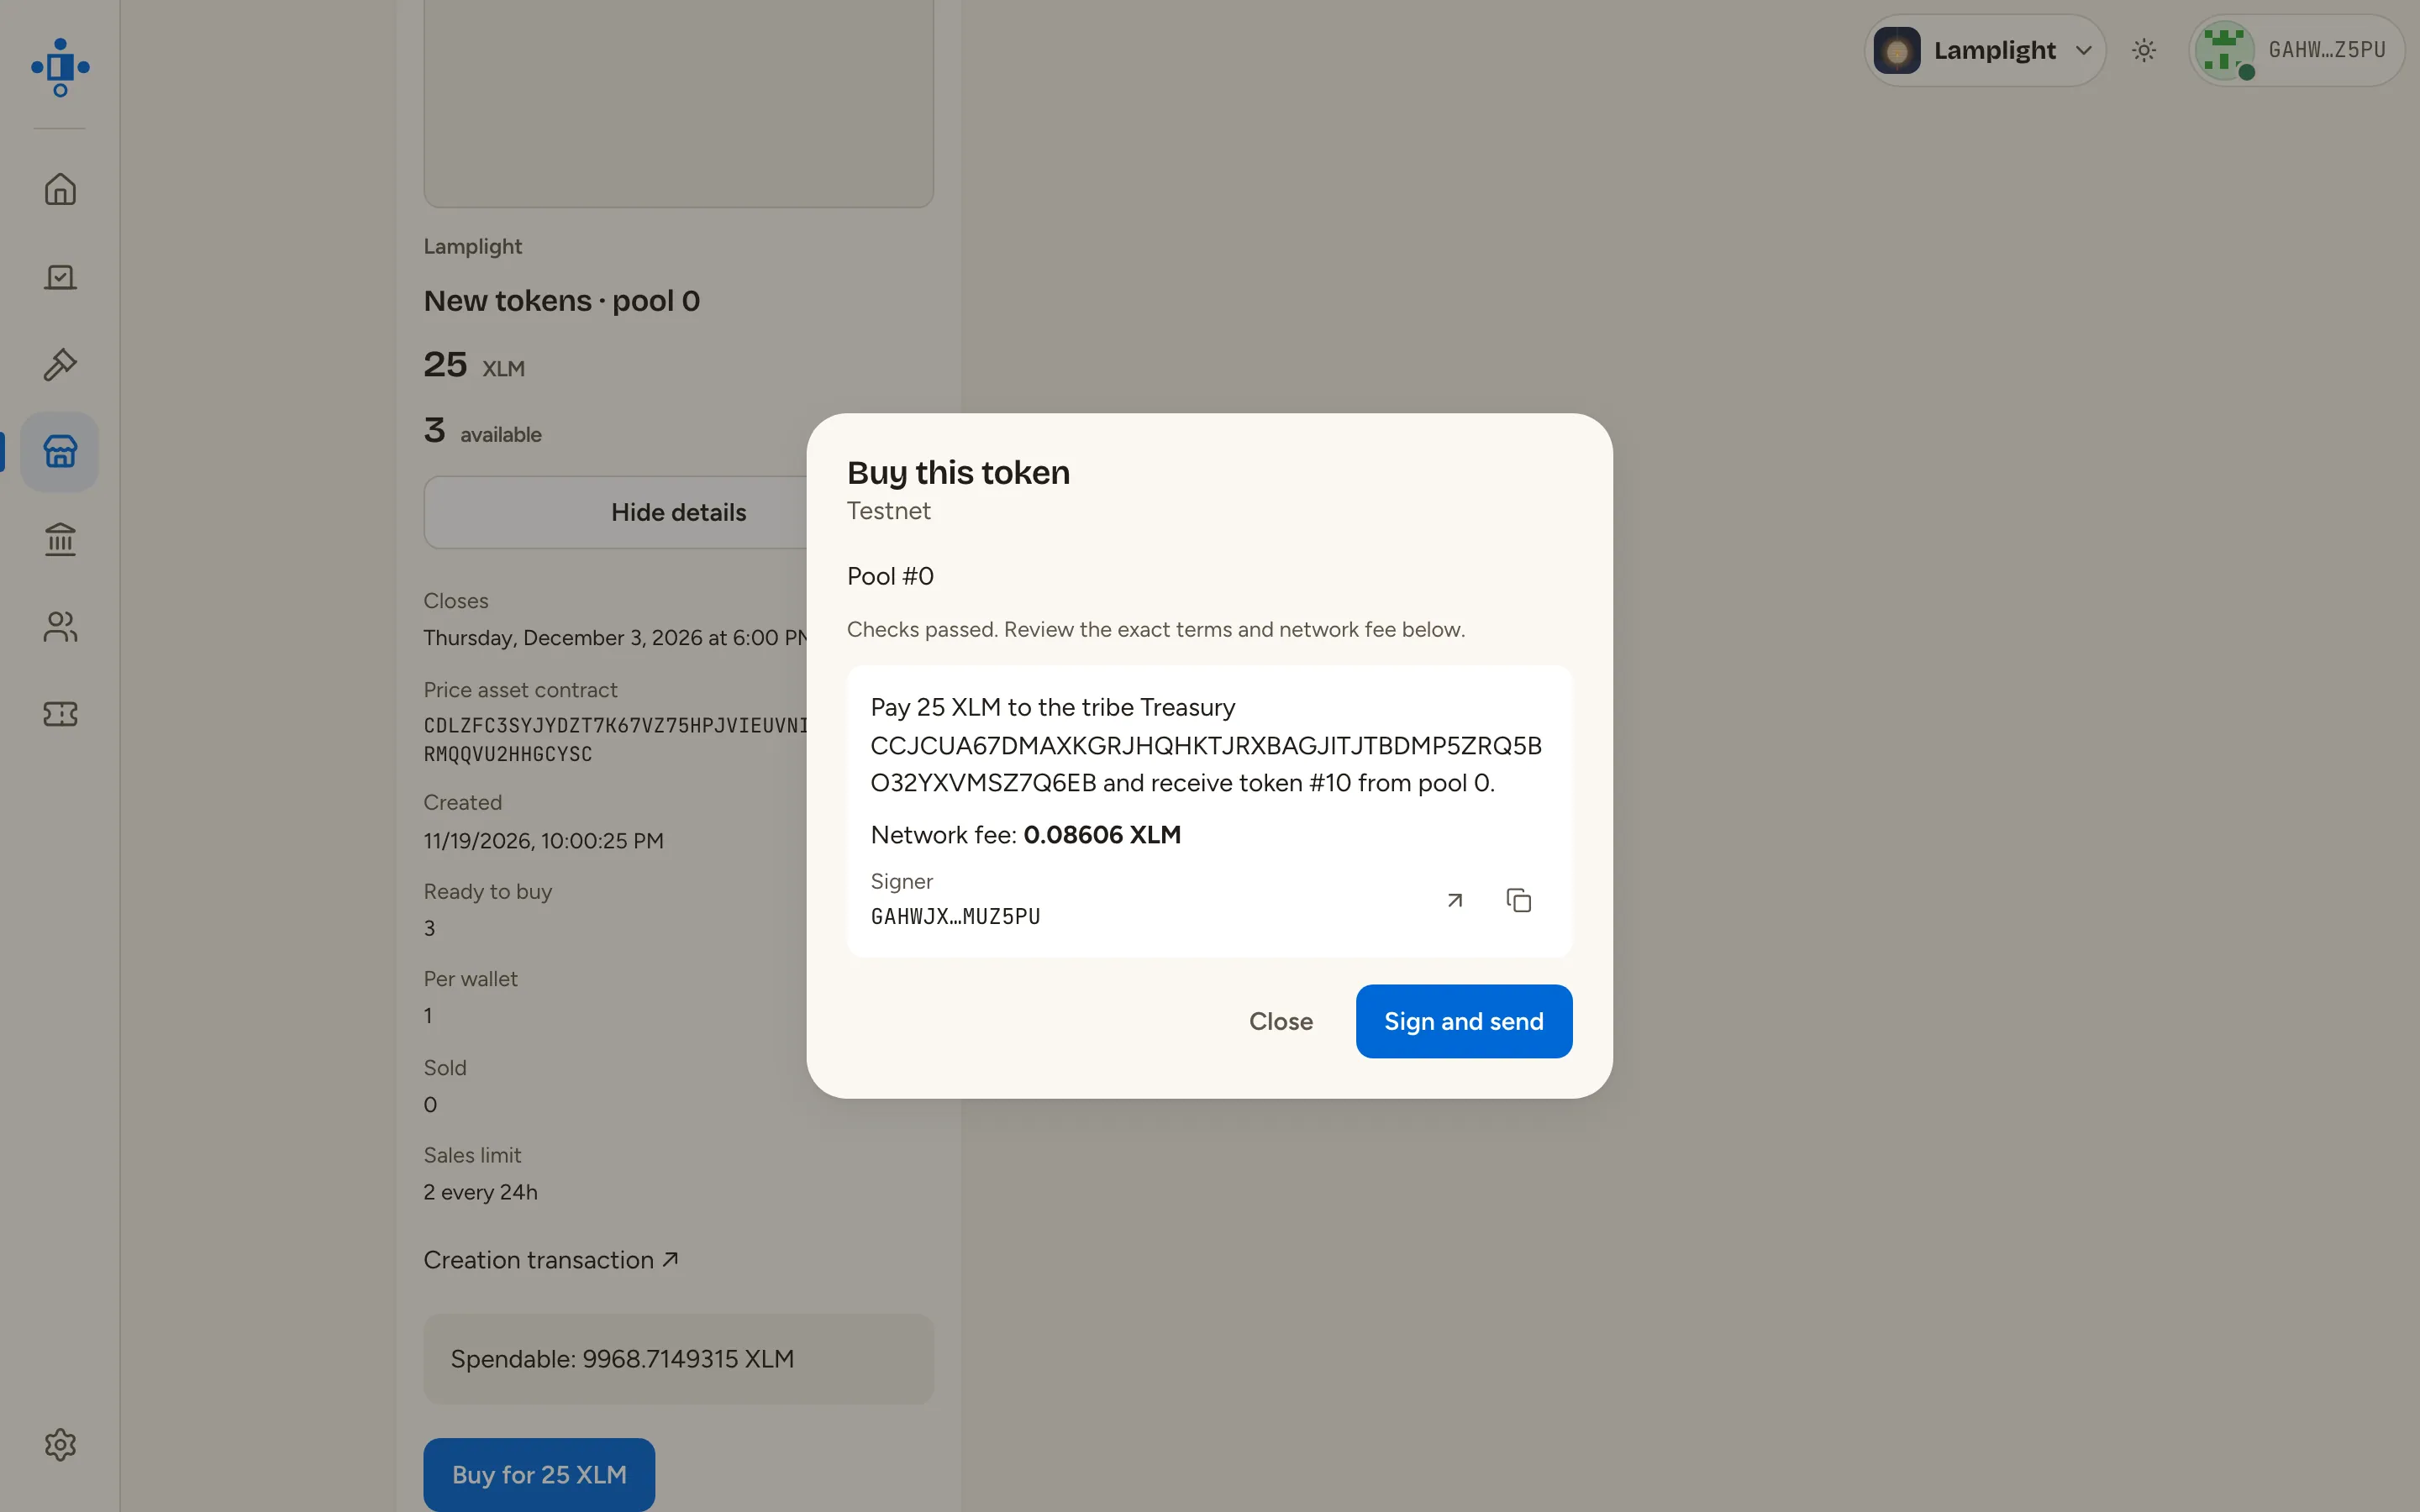 Lamplight
GAHW…Z5PU
Lamplight
New tokens · pool 0
25 XLM
3 available
Hide details
Closes
Thursday, December 3, 2026 at 6:00 PM
Price asset contract
CDLZFC3SYJYDZT7K67VZ75HPJVIEUVNI
RMQQVU2HHGCYSC
Created
11/19/2026, 10:00:25 PM
Ready to buy
3
Per wallet
1
Sold
0
Sales limit
2 every 24h
Creation transaction
Spendable: 9968.7149315 XLM
Buy for 25 XLM
Buy this token
Testnet
Pool #0
Checks passed. Review the exact terms and network fee below.
Pay 25 XLM to the tribe Treasury
CCJCUA67DMAXKGRJHQHKTJRXBAGJITJTBDMP5ZRQ5B
O32YXVMSZ7Q6EB and receive token #10 from pool 0.
Network fee: 0.08606 XLM
Signer
GAHWJX…MUZ5PU
Close
Sign and send